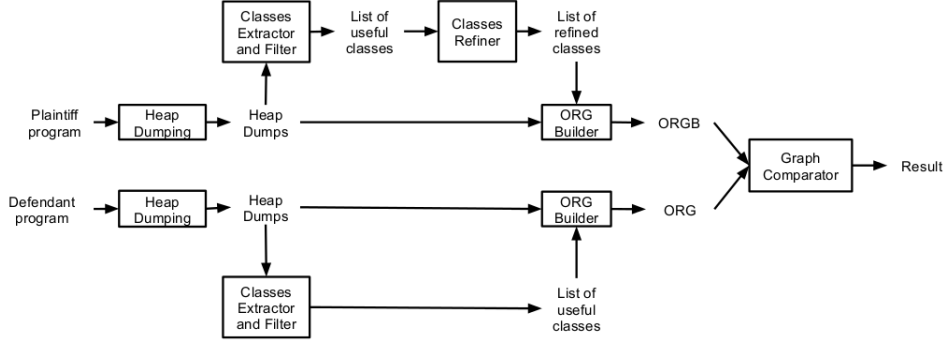 Classes
Extractor
and Filter
List of
useful
classes
Classes
Refiner
List of
refined
classes
Plaintiff
program
Heap
Dumping
Heap
Dumps
ORG
Builder
ORGB
Graph
Comparator
Result
Defendant
program
Heap
Dumping
Heap
Dumps
ORG
Builder
ORG
Classes
Extractor
and Filter
List of
useful
classes